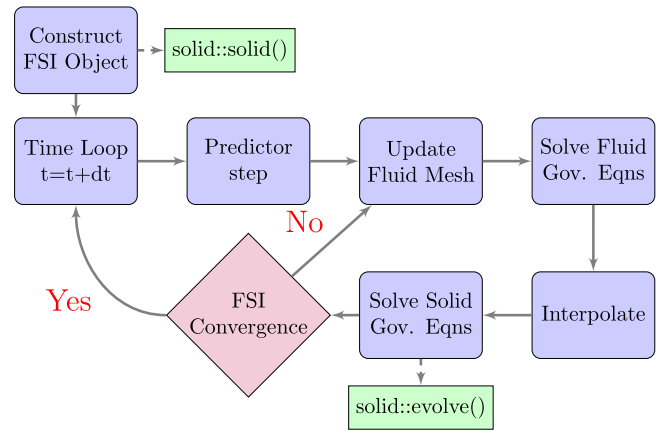 Construct
FSI Object
solid::solid()
Time Loop
t=t+dt
Predictor
step
Update
Fluid Mesh
Solve Fluid
Gov. Eqns
No
Yes
FSI
Convergence
Solve Solid
Gov. Eqns
Interpolate
solid::evolve()